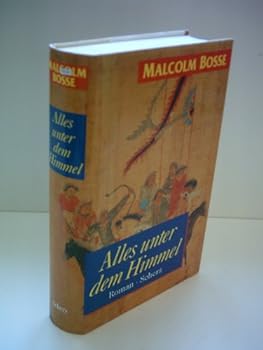 MALCOLM
BOSSE
Alles
unter
dem
Himmel
MALCOLM BOSSE
Alles unter
dem Himmel
Roman · Scherz